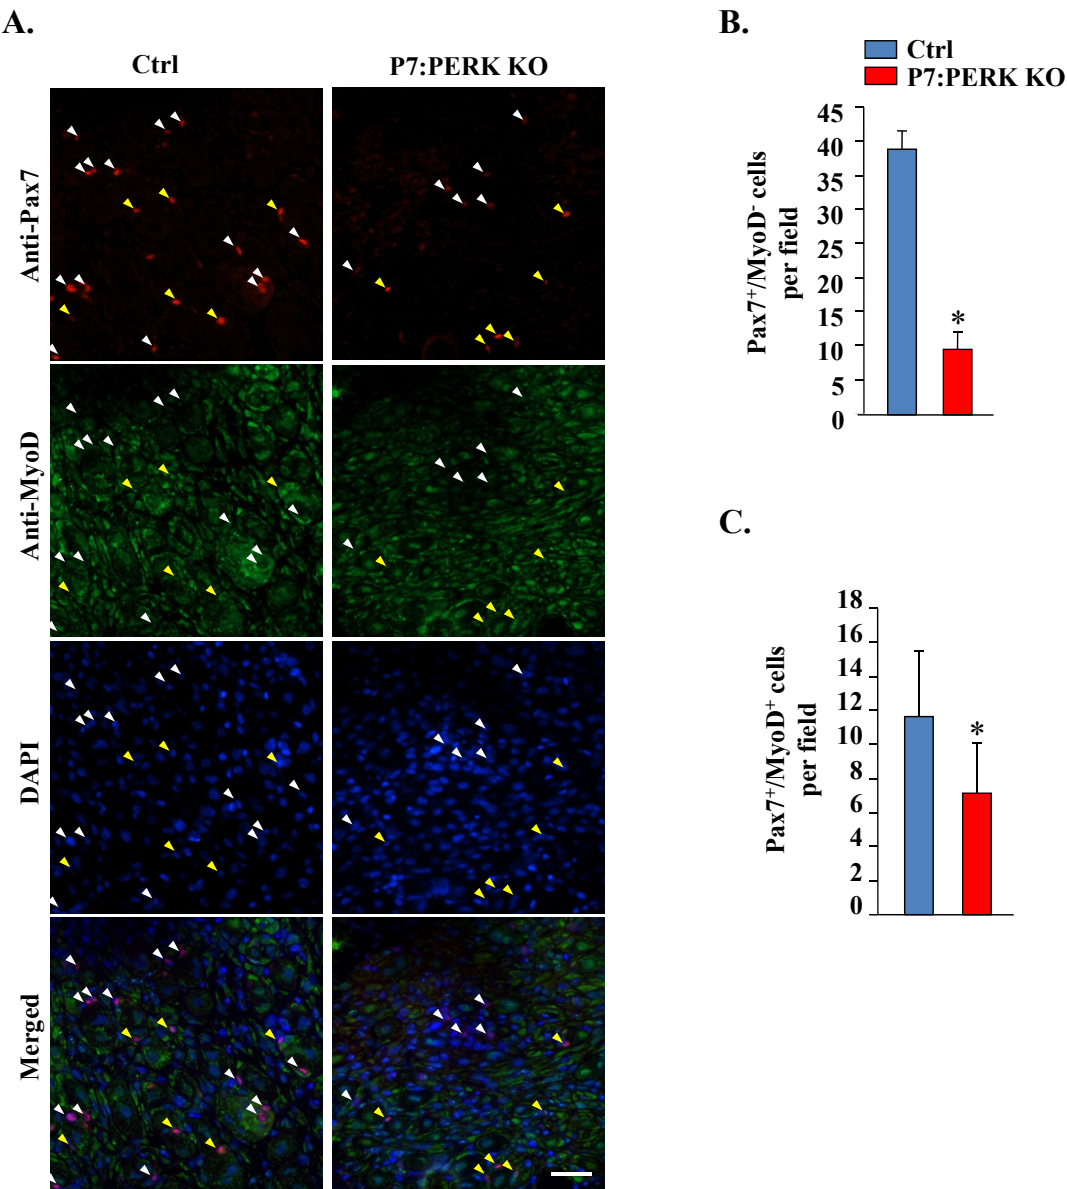 A.
Ctrl
P7:PERK KO
Anti-Pax7
Anti-MyoD
DAPI
Merged
B.
Ctrl
P7:PERK KO
Pax7⁺/MyoD⁻ cells
per field
45
40
35
30
25
20
15
10
5
0
*
C.
Pax7⁺/MyoD⁺ cells
per field
18
16
14
12
10
8
6
4
2
0
*